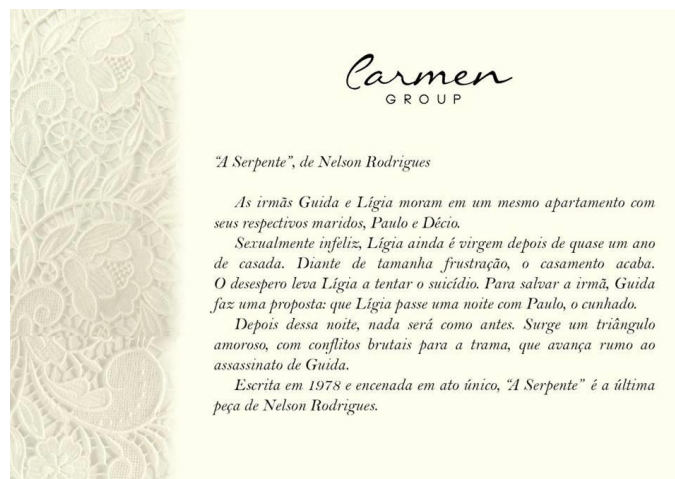 Carmen
GROUP
“A Serpente”, de Nelson Rodrigues
As irmãs Guida e Lígia moram em um mesmo apartamento com
seus respectivos maridos, Paulo e Décio.
Sexualmente infeliz, Lígia ainda é virgem depois de quase um ano
de casada. Diante de tamanha frustração, o casamento acaba.
O desespero leva Lígia a tentar o suicídio. Para salvar a irmã, Guida
faz uma proposta: que Lígia passe uma noite com Paulo, o cunhado.
Depois dessa noite, nada será como antes. Surge um triângulo
amoroso, com conflitos brutais para a trama, que avança rumo ao
assassinato de Guida.
Escrita em 1978 e encenada em ato único, “A Serpente” é a última
peça de Nelson Rodrigues.